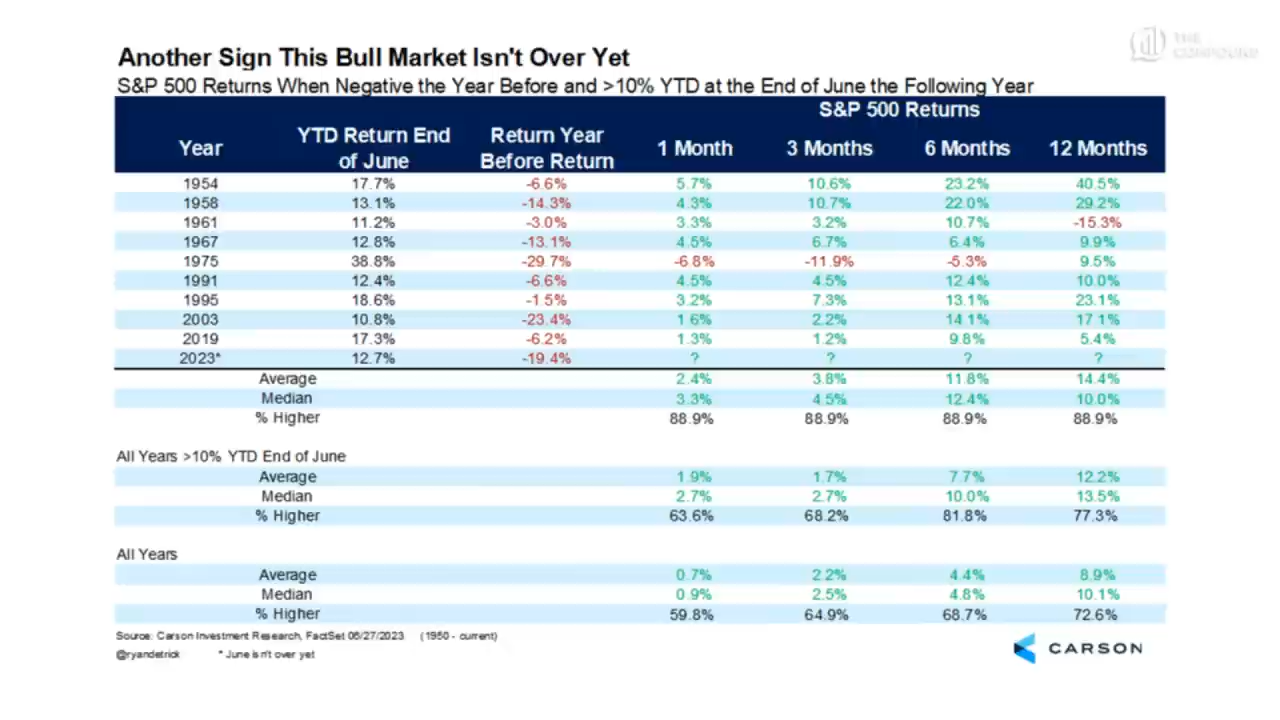 THE
COMPOUND
Another Sign This Bull Market Isn't Over Yet
S&P 500 Returns When Negative the Year Before and >10% YTD at the End of June the Following Year
S&P 500 Returns
Year YTD Return End of June Return Year Before Return 1 Month 3 Months 6 Months 12 Months
1954 17.7% -6.6% 5.7% 10.6% 23.2% 40.5%
1958 13.1% -14.3% 4.3% 10.7% 22.0% 29.2%
1961 11.2% -3.0% 3.3% 3.2% 10.7% -15.3%
1967 12.8% -13.1% 4.5% 6.7% 6.4% 9.9%
1975 38.8% -29.7% -6.8% -11.9% -5.3% 9.5%
1991 12.4% -6.6% 4.5% 4.5% 12.4% 10.0%
1995 18.6% -1.5% 3.2% 7.3% 13.1% 23.1%
2003 10.8% -23.4% 1.6% 2.2% 14.1% 17.1%
2019 17.3% -6.2% 1.3% 1.2% 9.8% 5.4%
2023* 12.7% -19.4% ? ? ? ?
Average 2.4% 3.8% 11.8% 14.4%
Median 3.3% 4.5% 12.4% 10.0%
% Higher 88.9% 88.9% 88.9% 88.9%
All Years >10% YTD End of June
Average 1.9% 1.7% 7.7% 12.2%
Median 2.7% 2.7% 10.0% 13.5%
% Higher 63.6% 68.2% 81.8% 77.3%
All Years
Average 0.7% 2.2% 4.4% 8.9%
Median 0.9% 2.5% 4.8% 10.1%
% Higher 59.8% 64.9% 68.7% 72.6%
Source: Carson Investment Research, FactSet 06/27/2023 (1950 - current)
@ryandetrick * June isn't over yet
CARSON